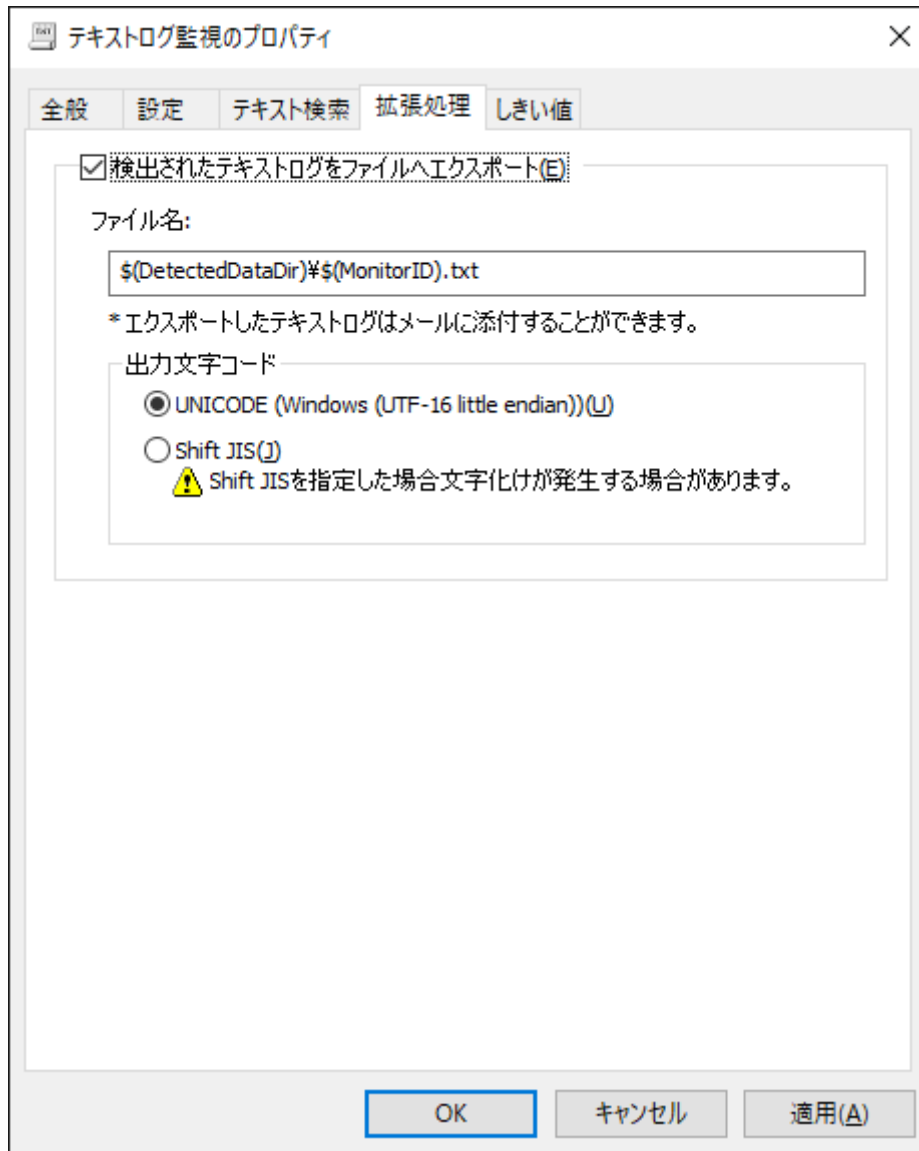 テキストログ監視のプロパティ
全般 設定 テキスト検索 拡張処理 しきい値
検出されたテキストログをファイルへエクスポート(E)
ファイル名:
$(DetectedDataDir)¥$(MonitorID).txt
*エクスポートしたテキストログはメールに添付することができます。
出力文字コード
UNICODE (Windows (UTF-16 little endian))(U)
Shift JIS(J)
Shift JISを指定した場合文字化けが発生する場合があります。
OK キャンセル 適用(A)